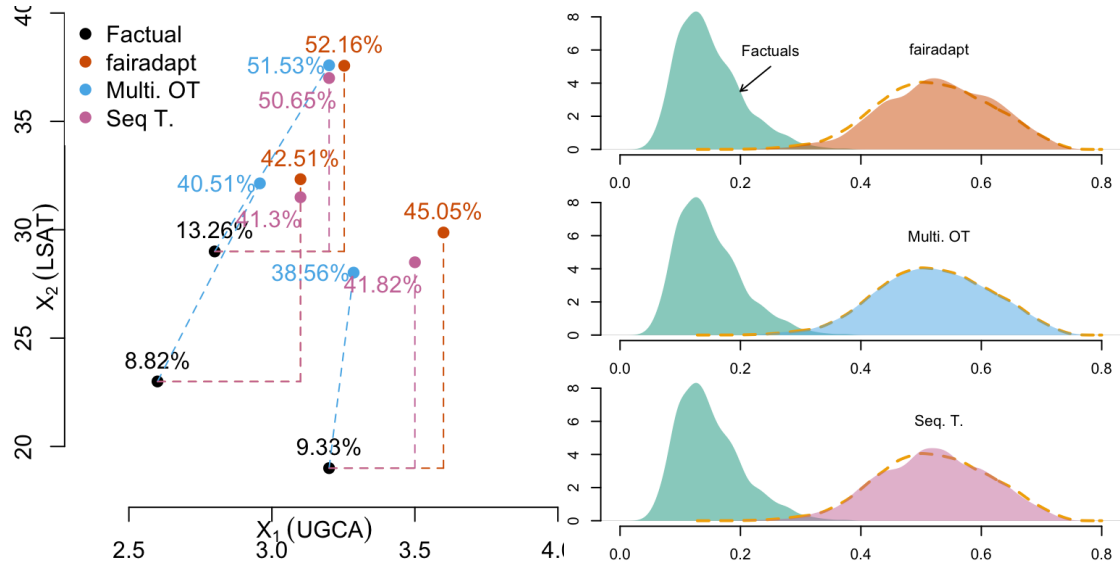 Factual
fairadapt
Multi. OT
Seq T.
52.16%
51.53%
50.65%
42.51%
40.51%
41.3%
13.26%
45.05%
38.56%
41.82%
8.82%
9.33%
40
35
30
25
20
X2 (LSAT)
2.5 3.0 3.5 4.0
X1 (UGCA)
8
6
4
2
0
Factuals
fairadapt
0.0 0.2 0.4 0.6 0.8
8
6
4
2
0
Multi. OT
0.0 0.2 0.4 0.6 0.8
8
6
4
2
0
Seq. T.
0.0 0.2 0.4 0.6 0.8